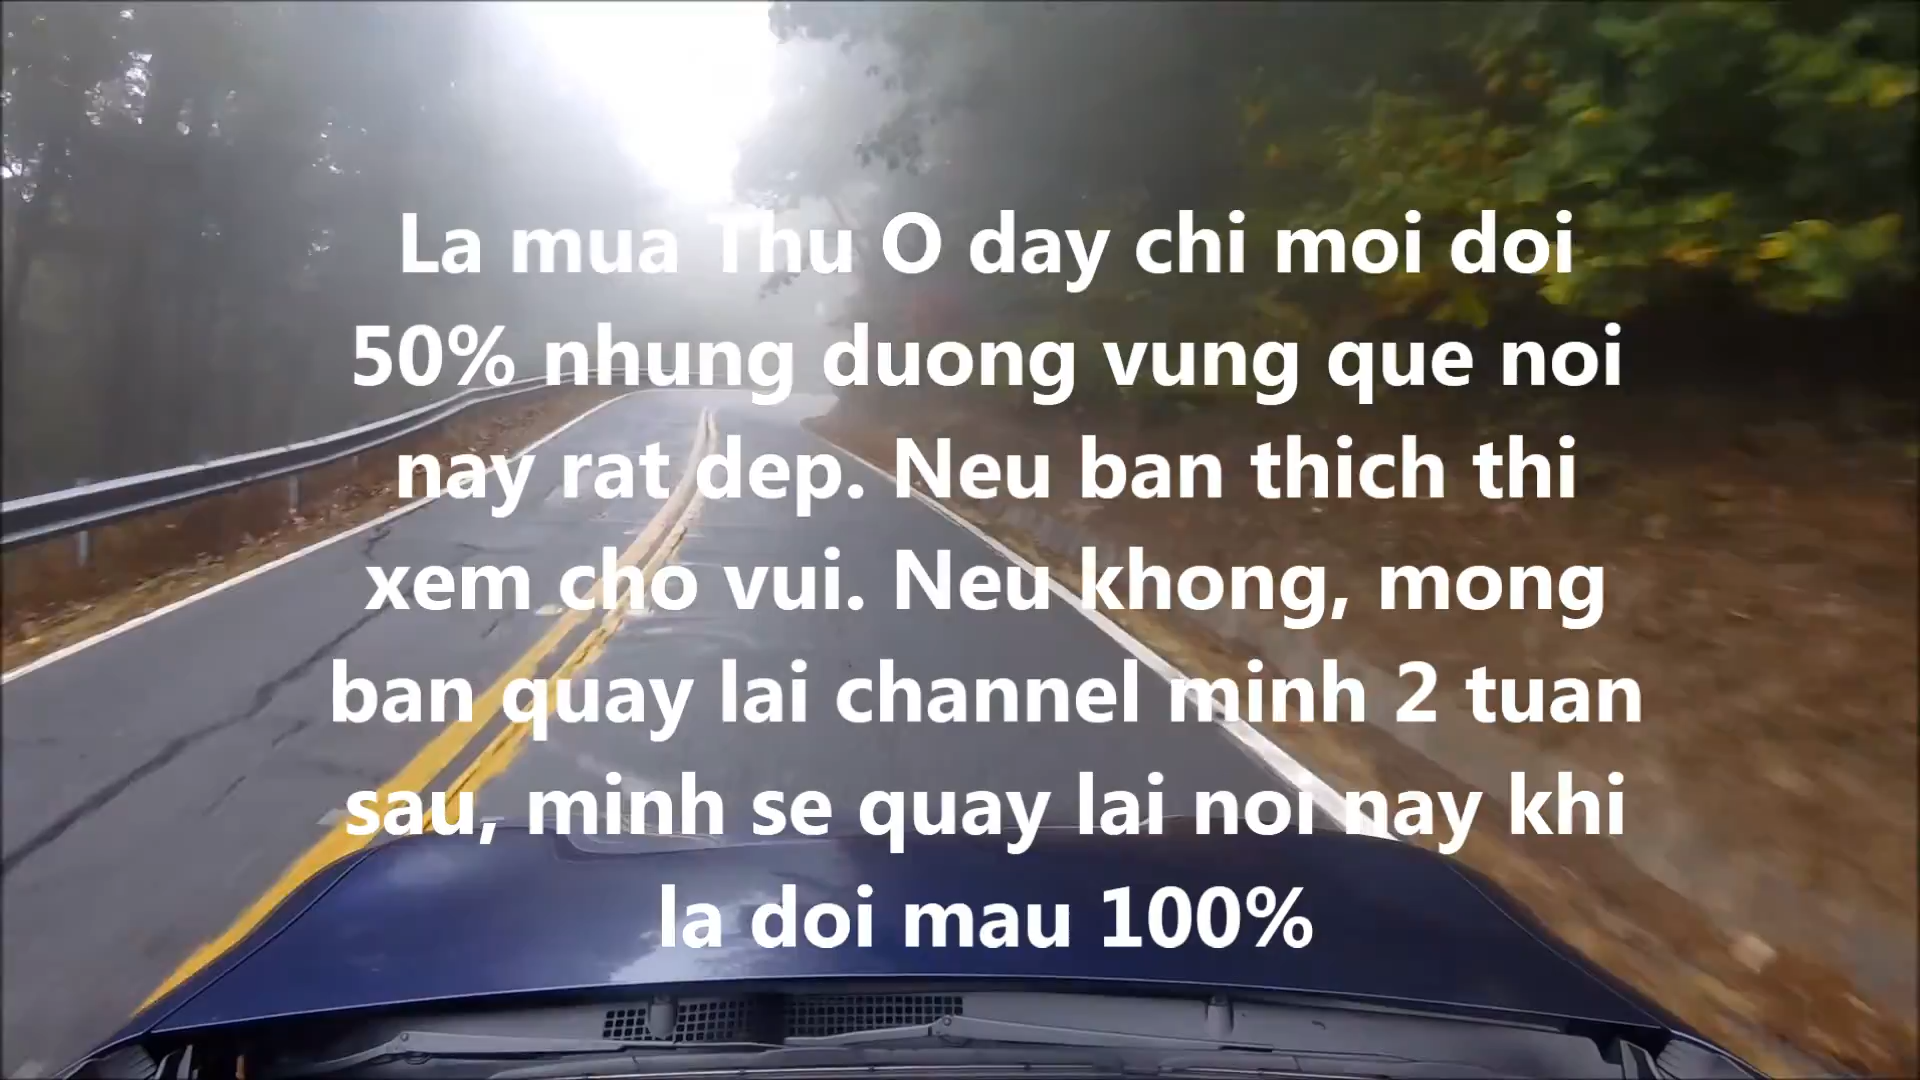 La mua Thu O day chi moi doi
50% nhung duong vung que noi
nay rat dep. Neu ban thich thi
xem cho vui. Neu khong, mong
ban quay lai channel minh 2 tuan
sau, minh se quay lai noi nay khi
la doi mau 100%